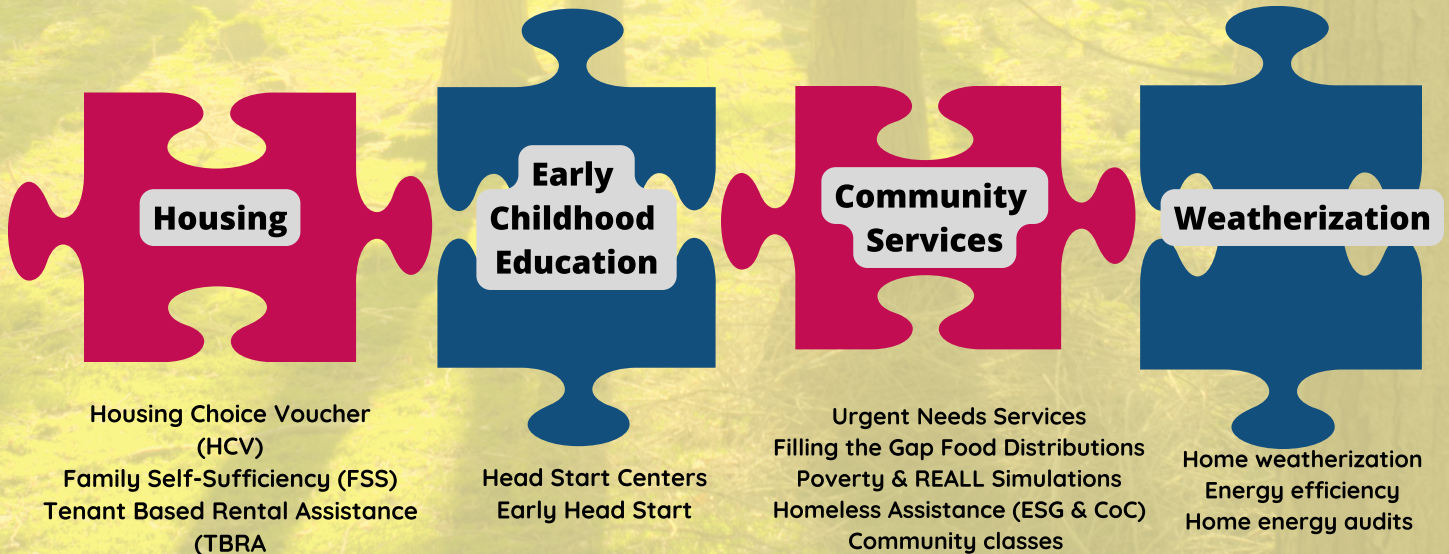 Housing
Housing Choice Voucher
(HCV)
Family Self-Sufficiency (FSS)
Tenant Based Rental Assistance
(TBRA
Early
Childhood
Education
Head Start Centers
Early Head Start
Community
Services
Urgent Needs Services
Filling the Gap Food Distributions
Poverty & REALL Simulations
Homeless Assistance (ESG & CoC)
Community classes
Weatherization
Home weatherization
Energy efficiency
Home energy audits